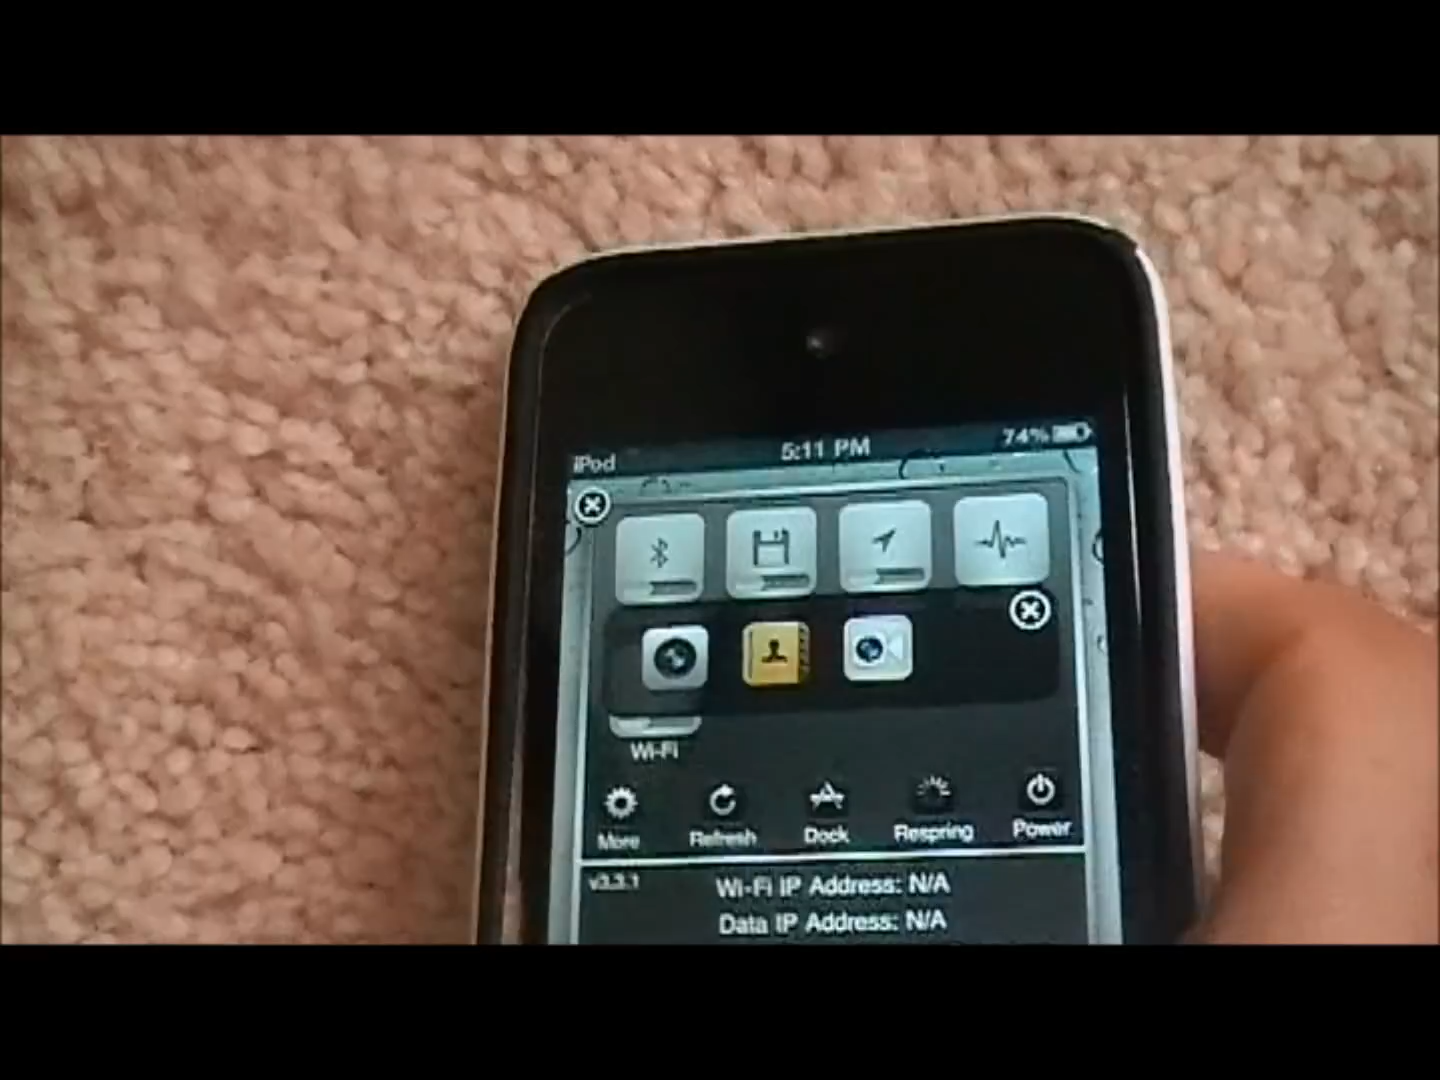 iPod 5:11 PM 74%
Wi-Fi
More Refresh Dock Respring Power
v3.3.1 Wi-Fi IP Address: N/A
Data IP Address: N/A